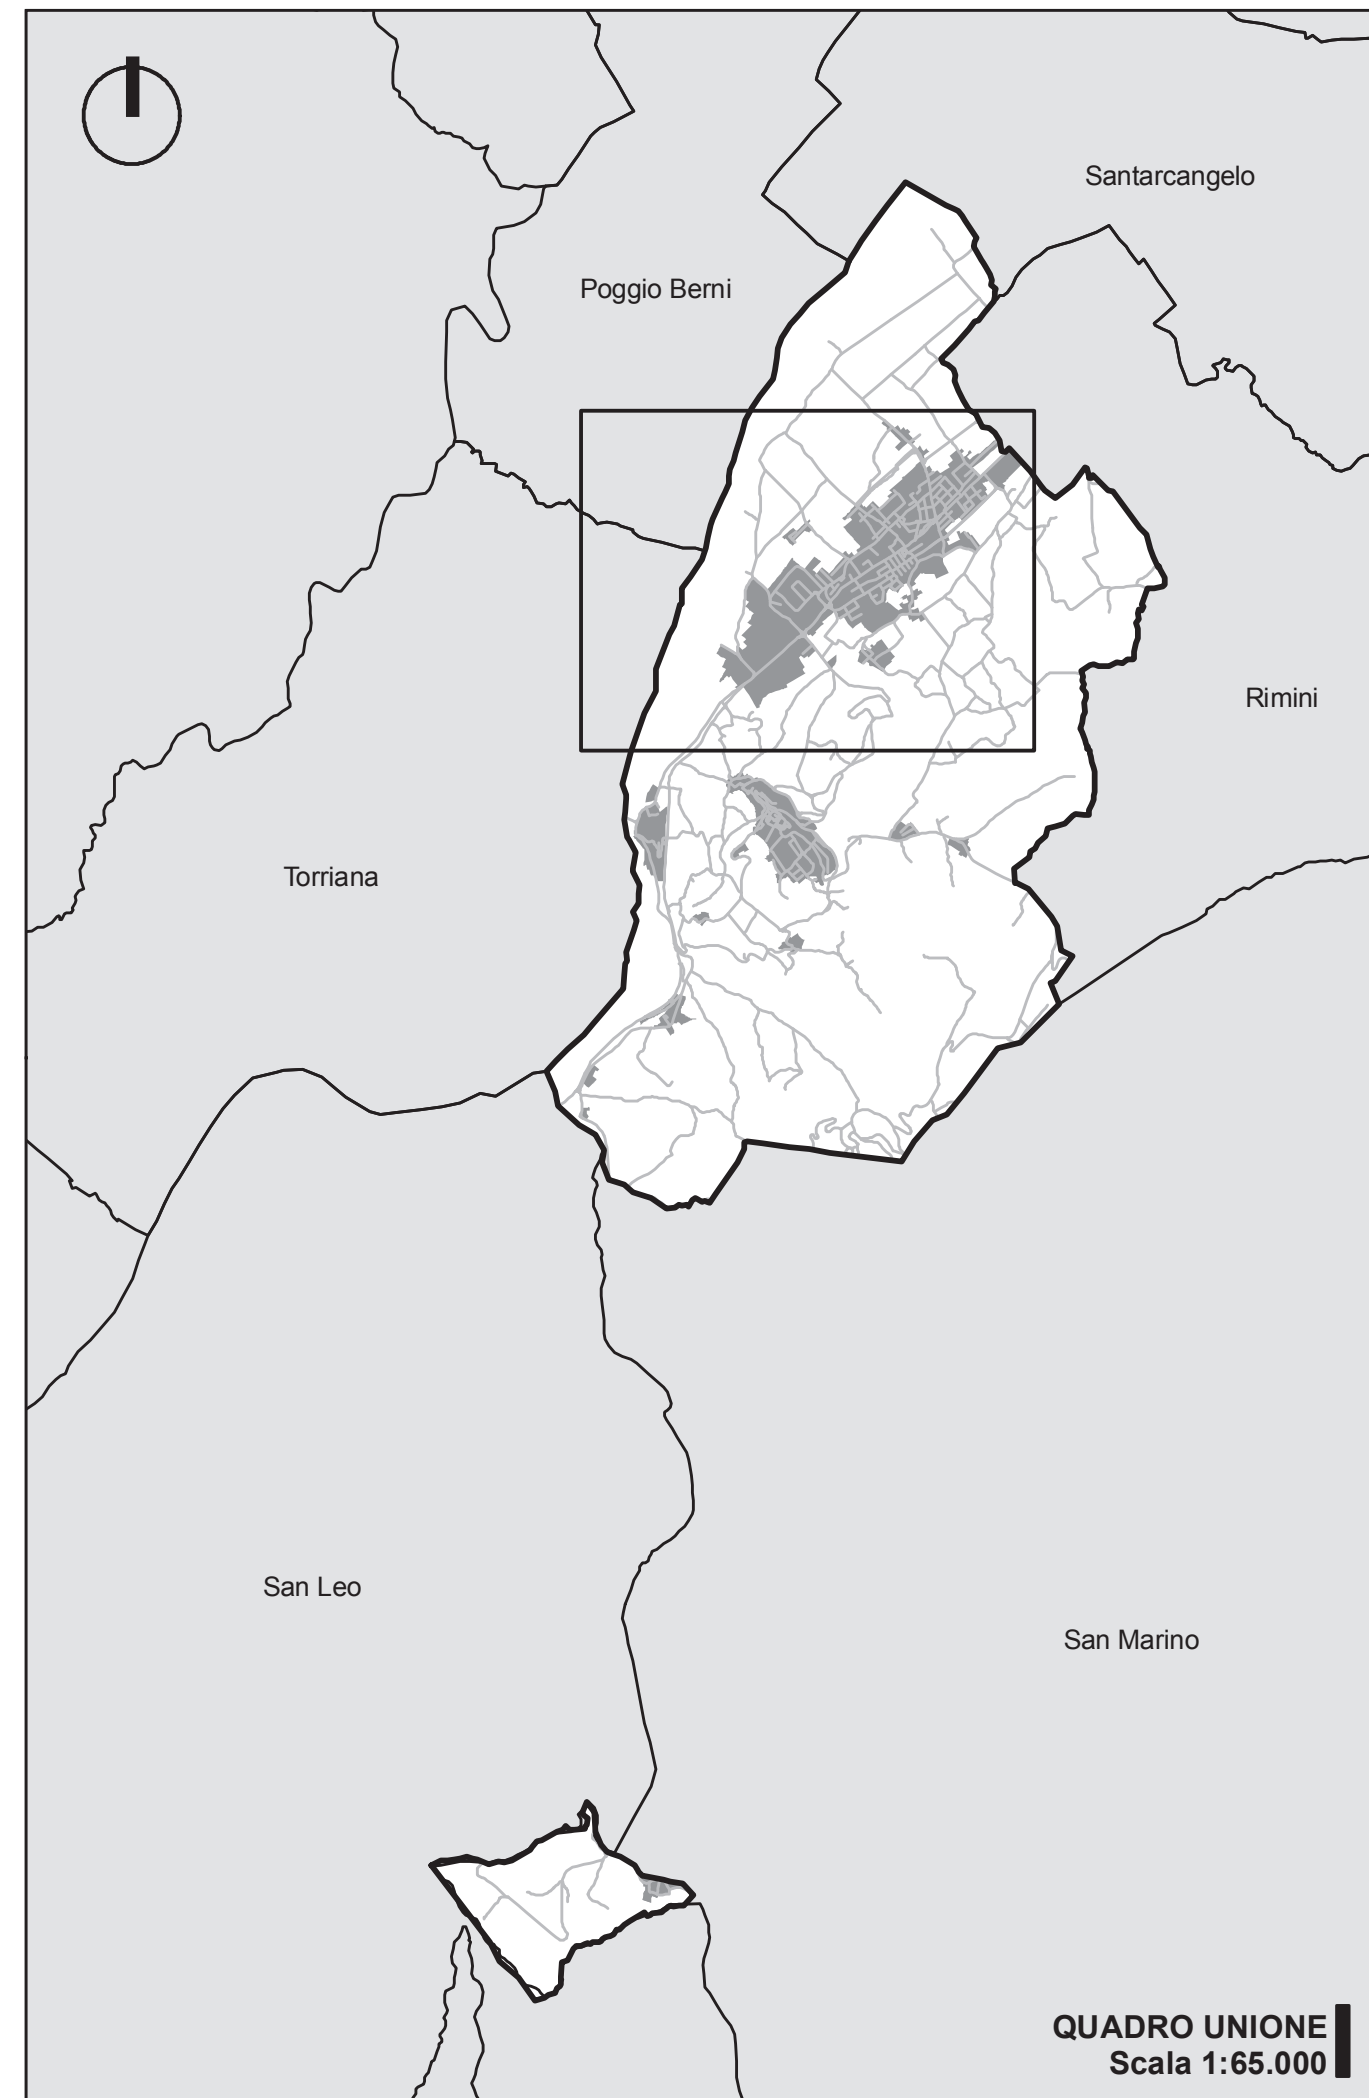 Santarcangelo
Poggio Berni
Rimini
Torriana
San Leo
San Marino
QUADRO UNIONE
Scala 1:65.000